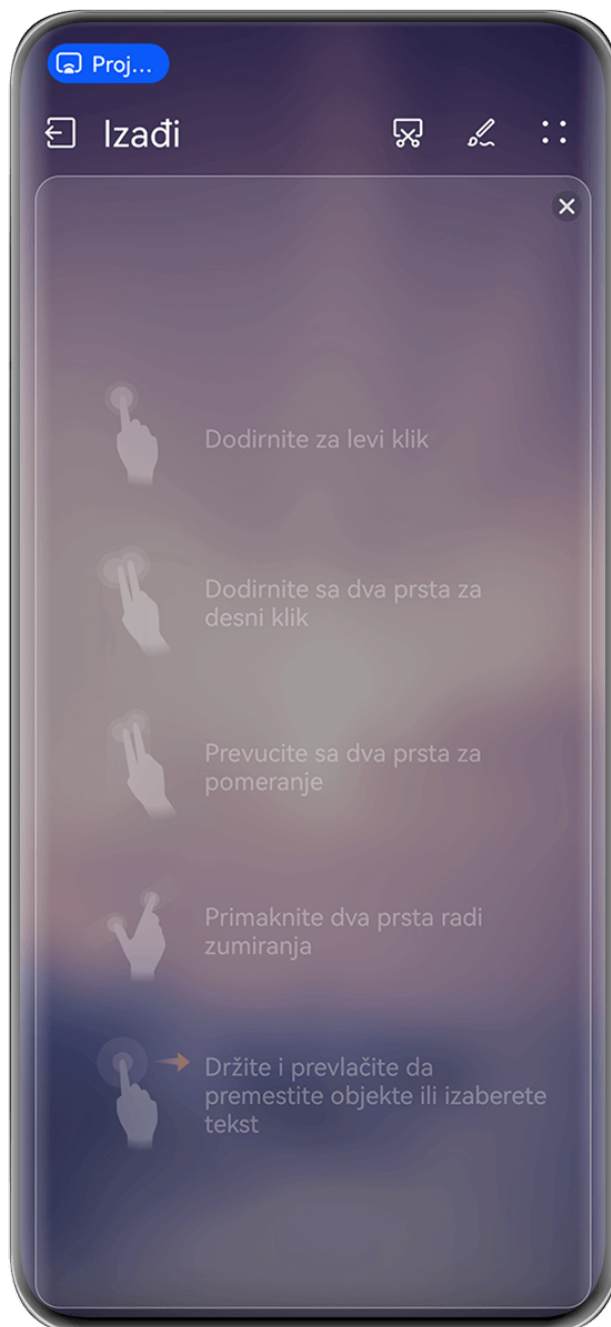 Proj...
Izađi
Dodirnite za levi klik
Dodirnite sa dva prsta za
desni klik
Prevucite sa dva prsta za
pomeranje
Primaknite dva prsta radi
zumiranja
Držite i prevlačite da
premestite objekte ili izaberete
tekst